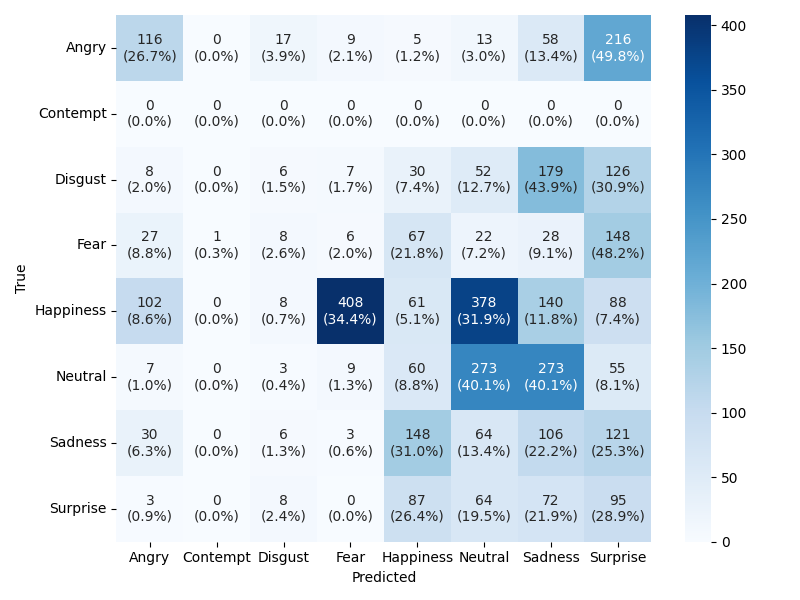 Angry 116 0 17 9 5 13 58 216
(26.7%) (0.0%) (3.9%) (2.1%) (1.2%) (3.0%) (13.4%) (49.8%)
Contempt 0 0 0 0 0 0 0 0
(0.0%) (0.0%) (0.0%) (0.0%) (0.0%) (0.0%) (0.0%) (0.0%)
Disgust 8 0 6 7 30 52 179 126
(2.0%) (0.0%) (1.5%) (1.7%) (7.4%) (12.7%) (43.9%) (30.9%)
Fear 27 1 8 6 67 22 28 148
(8.8%) (0.3%) (2.6%) (2.0%) (21.8%) (7.2%) (9.1%) (48.2%)
Happiness 102 0 8 408 61 378 140 88
(8.6%) (0.0%) (0.7%) (34.4%) (5.1%) (31.9%) (11.8%) (7.4%)
Neutral 7 0 3 9 60 273 273 55
(1.0%) (0.0%) (0.4%) (1.3%) (8.8%) (40.1%) (40.1%) (8.1%)
Sadness 30 0 6 3 148 64 106 121
(6.3%) (0.0%) (1.3%) (0.6%) (31.0%) (13.4%) (22.2%) (25.3%)
Surprise 3 0 8 0 87 64 72 95
(0.9%) (0.0%) (2.4%) (0.0%) (26.4%) (19.5%) (21.9%) (28.9%)
Angry Contempt Disgust Fear Happiness Neutral Sadness Surprise
Predicted
True
400
350
300
250
200
150
100
50
0